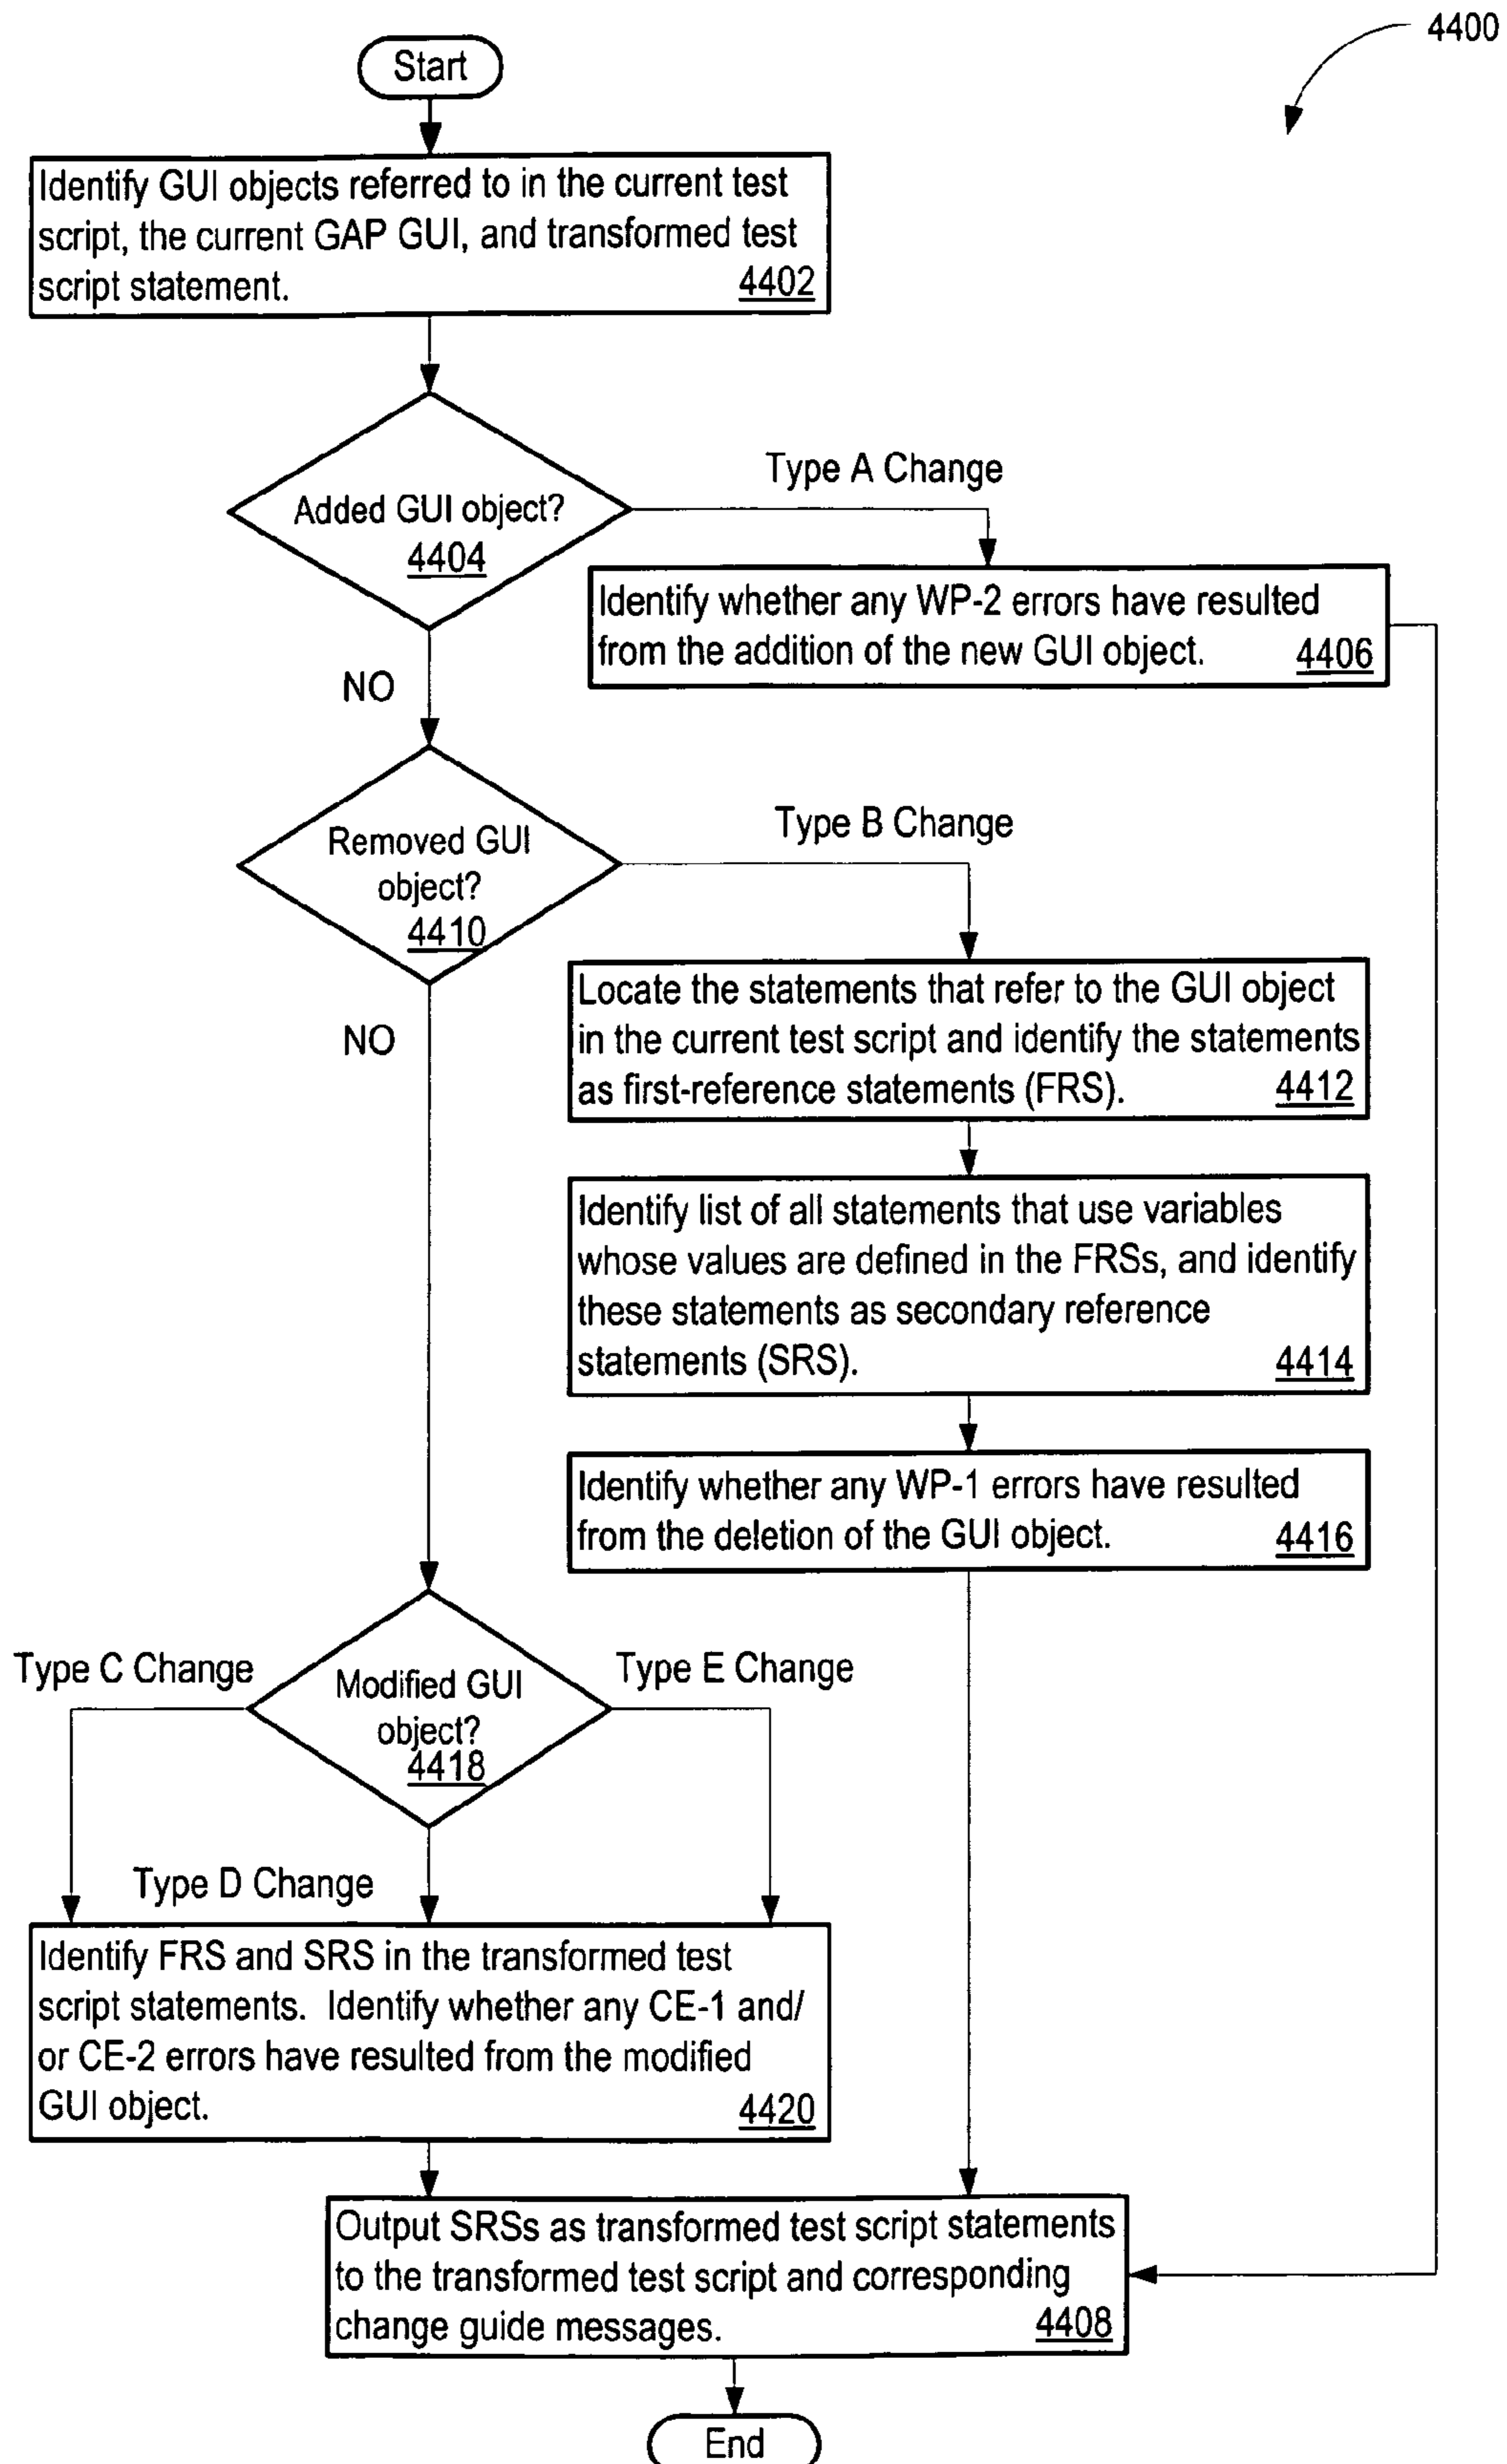 4400
Start
Identify GUI objects referred to in the current test
script, the current GAP GUI, and transformed test
script statement.
4402
Added GUI object?
4404
Type A Change
Identify whether any WP-2 errors have resulted
from the addition of the new GUI object.
4406
NO
Removed GUI
object?
4410
Type B Change
Locate the statements that refer to the GUI object
in the current test script and identify the statements
as first-reference statements (FRS).
4412
NO
Identify list of all statements that use variables
whose values are defined in the FRSs, and identify
these statements as secondary reference
statements (SRS).
4414
Identify whether any WP-1 errors have resulted
from the deletion of the GUI object.
4416
Type C Change
Modified GUI
object?
4418
Type E Change
Type D Change
Identify FRS and SRS in the transformed test
script statements. Identify whether any CE-1 and/
or CE-2 errors have resulted from the modified
GUI object.
4420
Output SRSs as transformed test script statements
to the transformed test script and corresponding
change guide messages.
4408
End